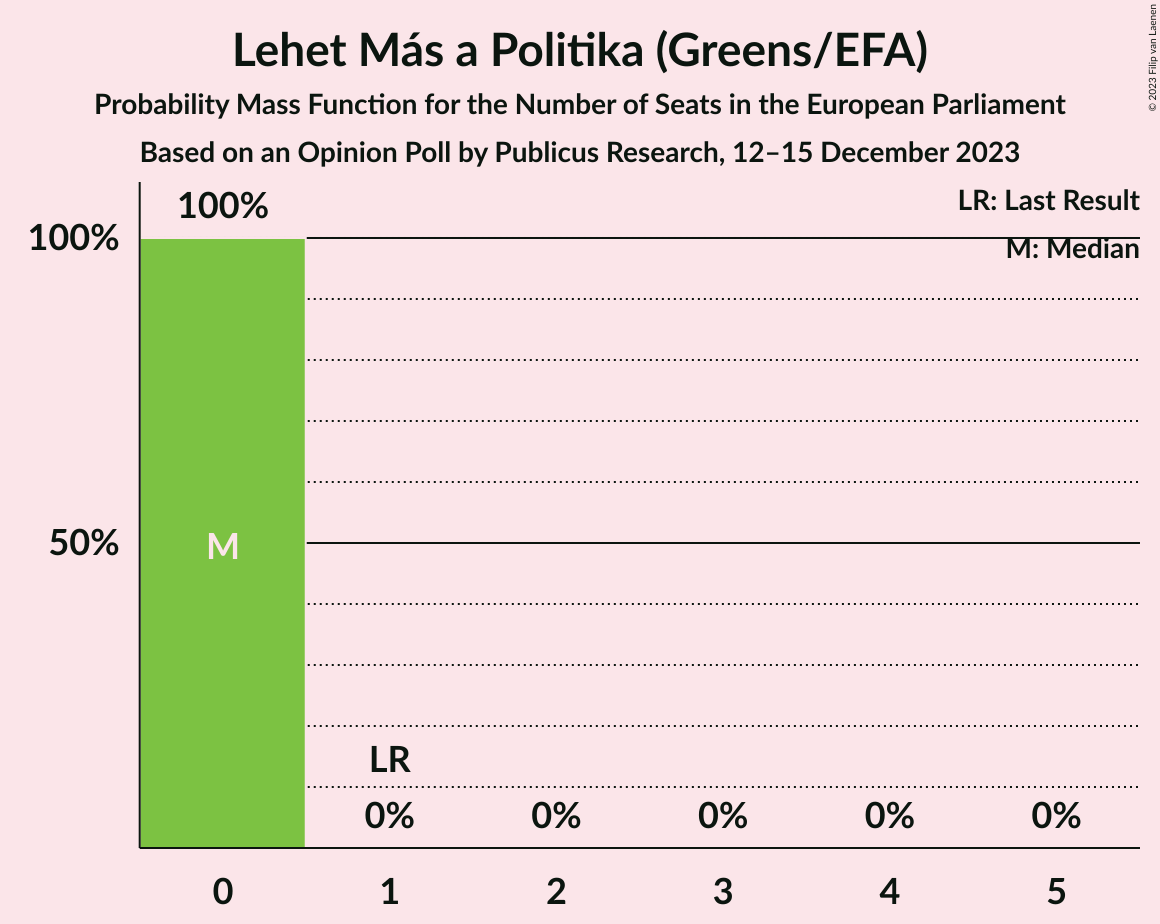 Lehet Más a Politika (Greens/EFA)
Probability Mass Function for the Number of Seats in the European Parliament
Based on an Opinion Poll by Publicus Research, 12–15 December 2023
© 2023 Filip van Laenen
LR: Last Result
M: Median
100%
100%
50%
M
LR
0% 0% 0% 0% 0%
0 1 2 3 4 5